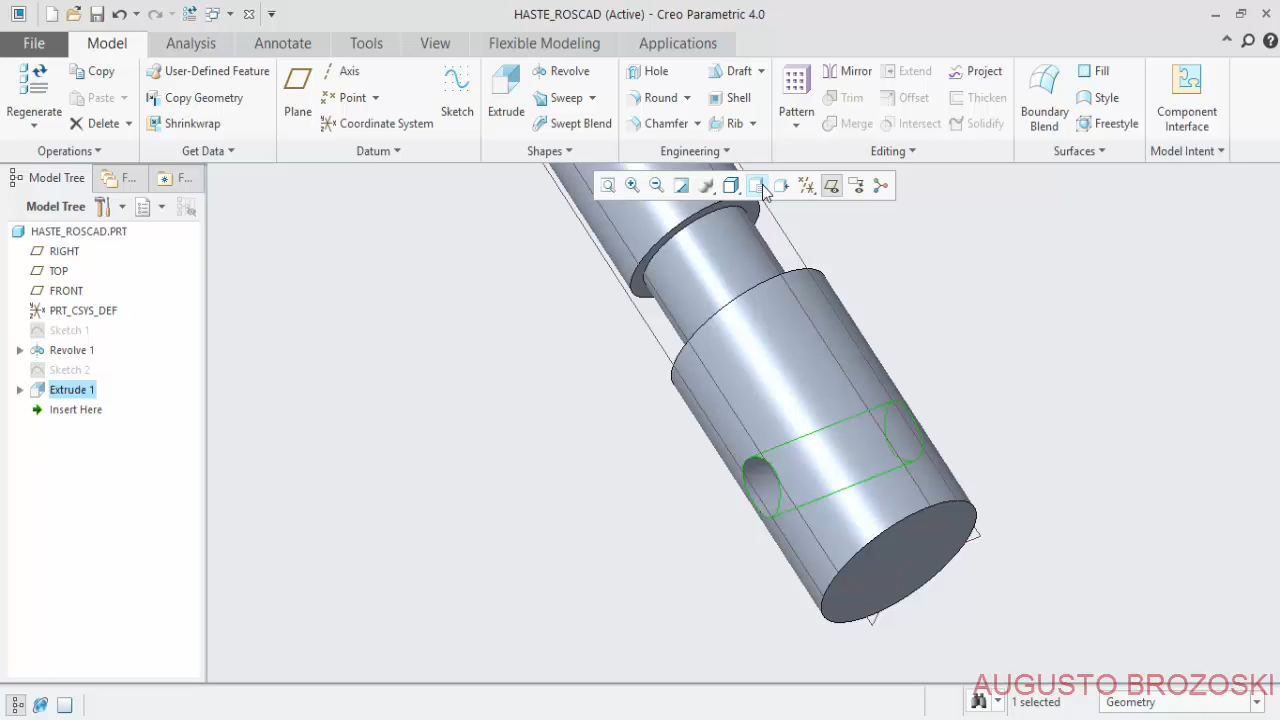 HASTE_ROSCAD (Active) - Creo Parametric 4.0
File Model Analysis Annotate Tools View Flexible Modeling Applications
Regenerate
Copy
Paste
Delete
Operations
User-Defined Feature
Copy Geometry
Shrinkwrap
Get Data
Plane
Axis
Point
Coordinate System
Sketch
Datum
Extrude
Revolve
Sweep
Swept Blend
Shapes
Hole
Round
Chamfer
Draft
Shell
Rib
Engineering
Pattern
Mirror
Trim
Merge
Extend
Offset
Intersect
Project
Thicken
Solidify
Editing
Boundary
Blend
Fill
Style
Freestyle
Surfaces
Component
Interface
Model Intent
Model Tree F... F...
Model Tree
HASTE_ROSCAD.PRT
RIGHT
TOP
FRONT
PRT_CSYS_DEF
Sketch 1
Revolve 1
Sketch 2
Extrude 1
Insert Here
AUGUSTO BROZOSKI
1 selected
Geometry